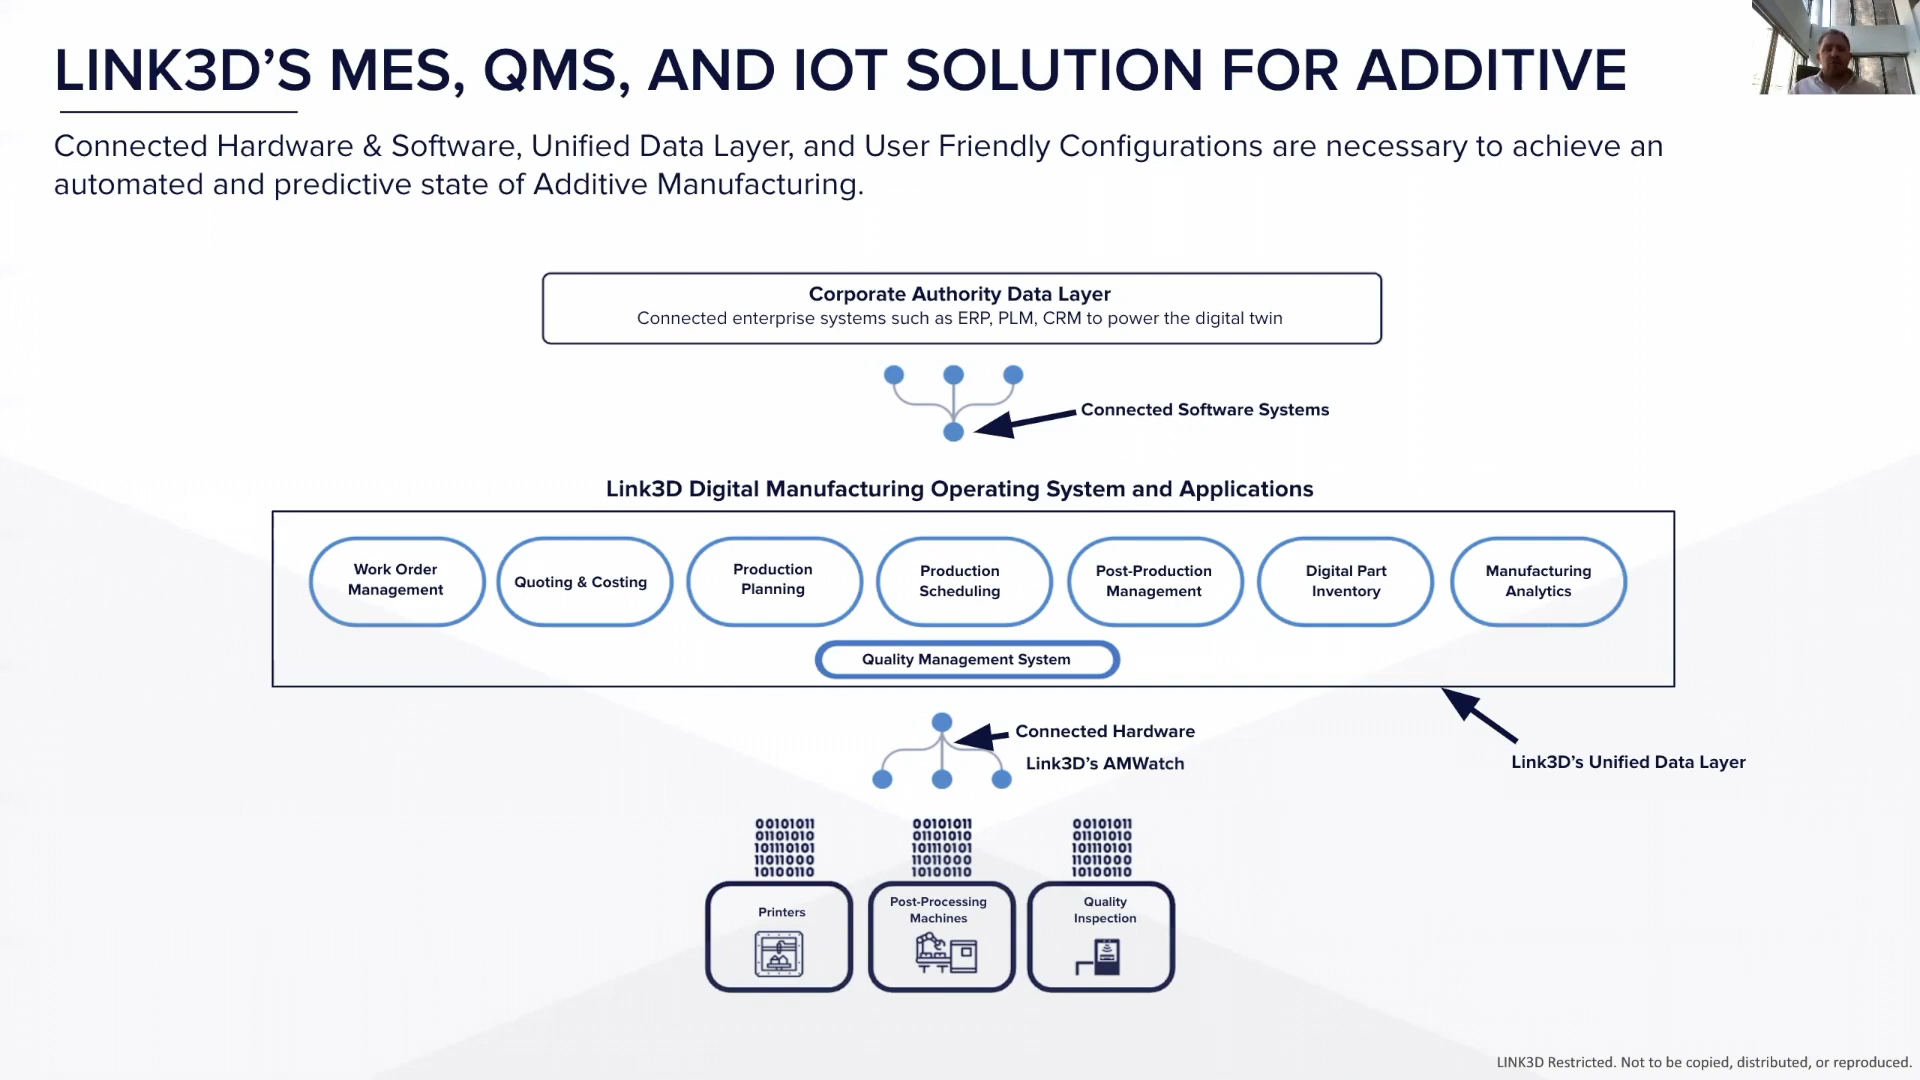 LINK3D’S MES, QMS, AND IOT SOLUTION FOR ADDITIVE
Connected Hardware & Software, Unified Data Layer, and User Friendly Configurations are necessary to achieve an
automated and predictive state of Additive Manufacturing.
Corporate Authority Data Layer
Connected enterprise systems such as ERP, PLM, CRM to power the digital twin
Connected Software Systems
Link3D Digital Manufacturing Operating System and Applications
Work Order
Management
Quoting & Costing
Production
Planning
Production
Scheduling
Post-Production
Management
Digital Part
Inventory
Manufacturing
Analytics
Quality Management System
Connected Hardware
Link3D’s AMWatch
Link3D’s Unified Data Layer
00101011
01101010
10110101
11011000
10100110
00101011
01101010
10110101
11011000
10100110
00101011
01101010
10110101
11011000
10100110
Printers
Post-Processing
Machines
Quality
Inspection
LINK3D Restricted. Not to be copied, distributed, or reproduced.